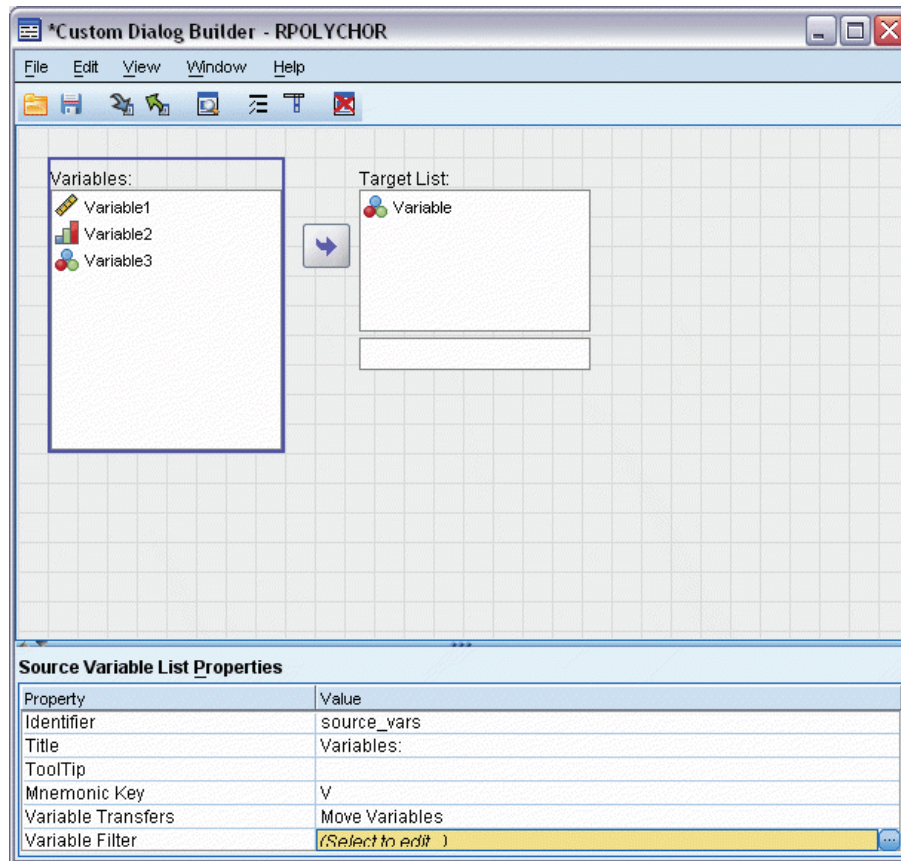 *Custom Dialog Builder - RPOLYCHOR
File Edit View Window Help
Variables:
Variable1
Variable2
Variable3
Target List:
Variable
Source Variable List Properties
Property Value
Identifier source_vars
Title Variables:
ToolTip
Mnemonic Key V
Variable Transfers Move Variables
Variable Filter (Select to edit...)